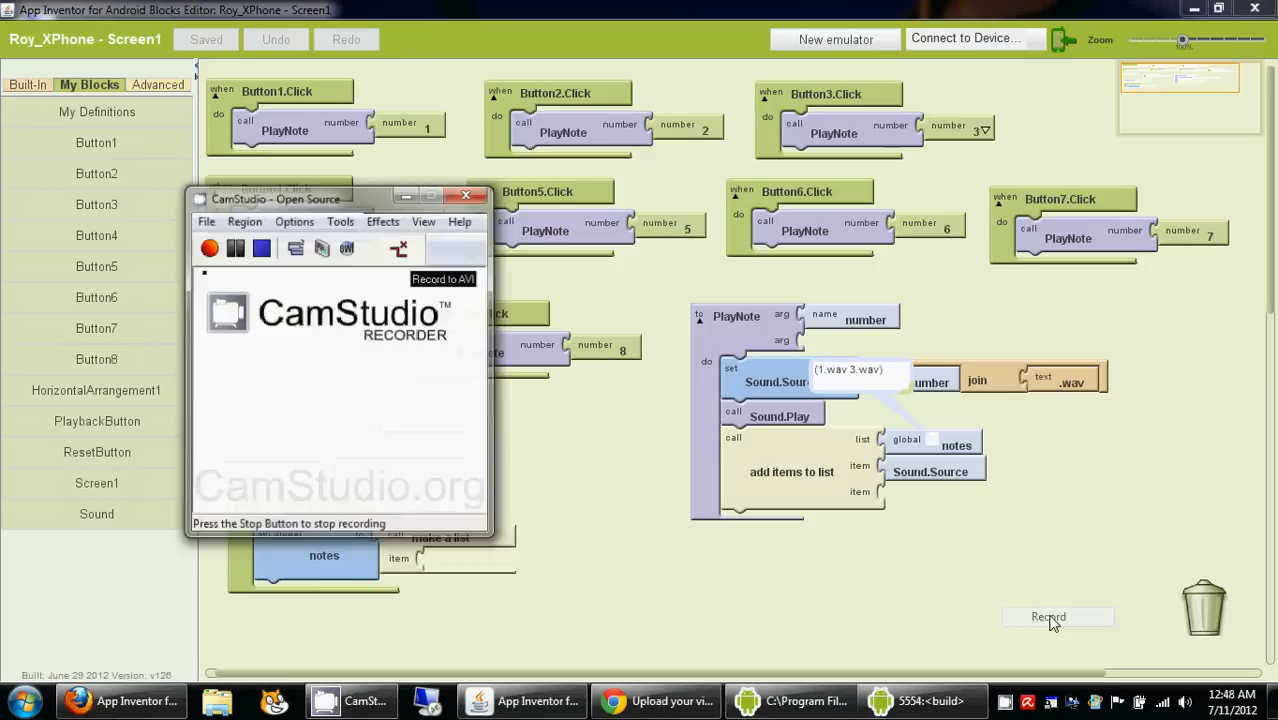 App Inventor for Android Blocks Editor: Roy_XPhone - Screen1
Roy_XPhone - Screen1
Saved
Undo
Redo
New emulator
Connect to Device...
Zoom
100%
Built-In
My Blocks
Advanced
My Definitions
Button1
Button2
Button3
Button4
Button5
Button6
Button7
Button8
HorizontalArrangement1
PlaybackButton
ResetButton
Screen1
Sound
Built: June 29 2012 Version: v126
when Button1.Click
do call PlayNote number number 1
when Button2.Click
do call PlayNote number number 2
when Button3.Click
do call PlayNote number number 3
Button5.Click
call PlayNote number number 5
when Button6.Click
do call PlayNote number number 6
when Button7.Click
do call PlayNote number number 7
number number 8
CamStudio - Open Source
File Region Options Tools Effects View Help
Record to AVI
CamStudio™
RECORDER
CamStudio.org
Press the Stop Button to stop recording
to PlayNote arg name number
arg
do set
(1.wav 3.wav)
join text .wav
call Sound.Play
call list global notes
add items to list item Sound.Source
item
make a list
notes item
Record
Firefox
App Inventor for...
CamSt...
App Inventor f...
Upload your vi...
C:\Program Fil...
5554:<build>
12:48 AM
7/11/2012